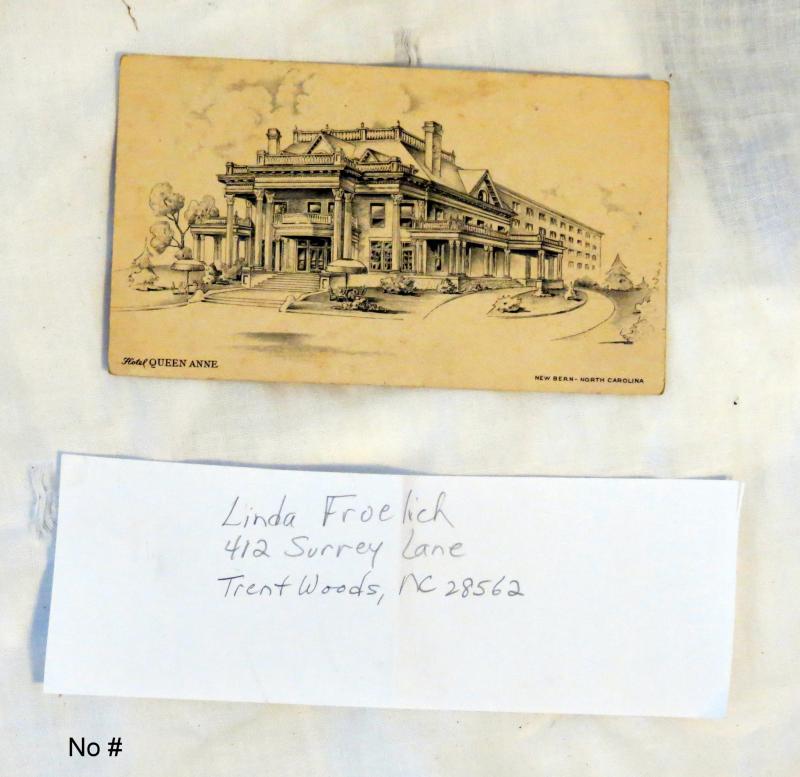 Hotel QUEEN ANNE
NEW BERN - NORTH CAROLINA
Linda Froelich
412 Surrey Lane
Trent Woods, NC 28562
No #